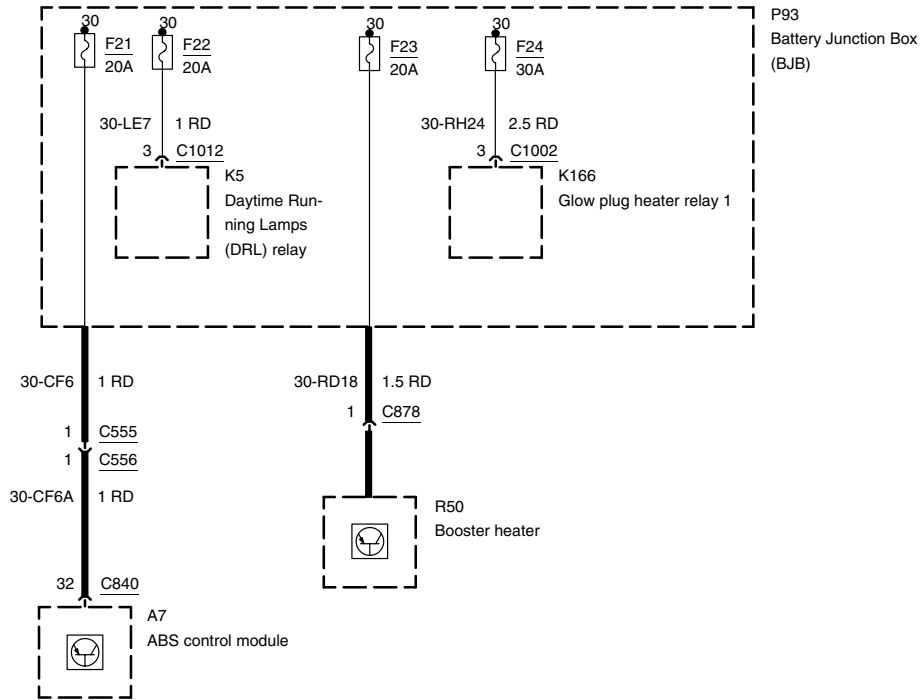 30 30 30 30
P93
Battery Junction Box
(BJB)
F21
20A
F22
20A
F23
20A
F24
30A
30-LE7 1 RD
3 C1012
K5
Daytime Run-
ning Lamps
(DRL) relay
30-RH24 2.5 RD
3 C1002
K166
Glow plug heater relay 1
30-CF6 1 RD
1 C555
1 C556
30-CF6A 1 RD
32 C840
A7
ABS control module
30-RD18 1.5 RD
1 C878
R50
Booster heater